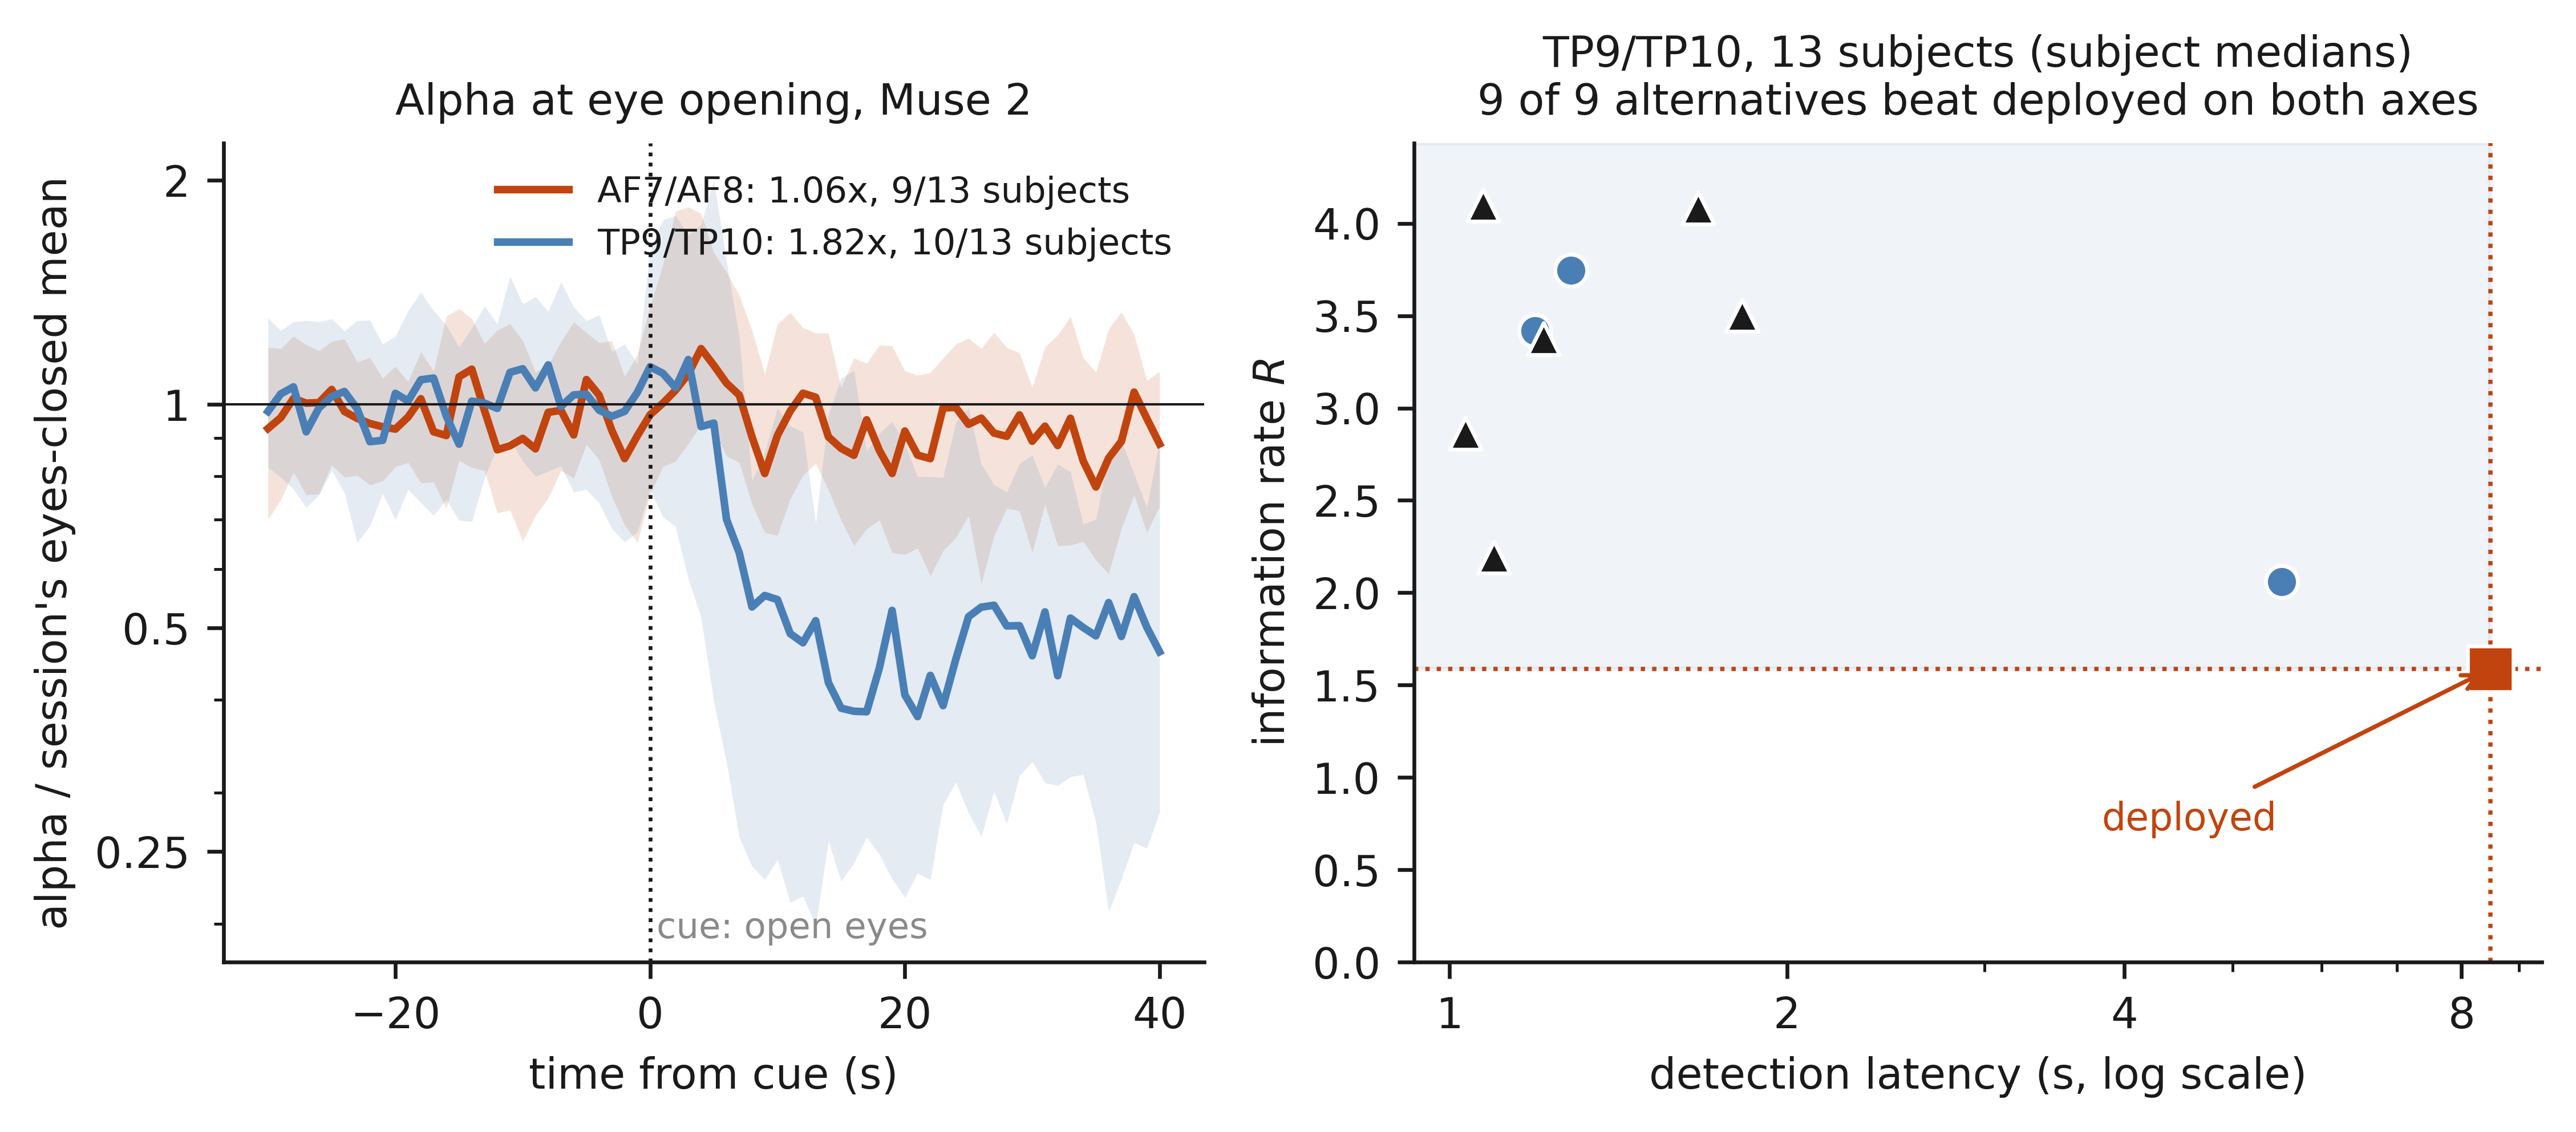 Alpha at eye opening, Muse 2
alpha / session's eyes-closed mean
2
1
0.5
0.25
AF7/AF8: 1.06x, 9/13 subjects
TP9/TP10: 1.82x, 10/13 subjects
cue: open eyes
−20
0
20
40
time from cue (s)
TP9/TP10, 13 subjects (subject medians)
9 of 9 alternatives beat deployed on both axes
information rate R
4.0
3.5
3.0
2.5
2.0
1.5
1.0
0.5
0.0
deployed
1
2
4
8
detection latency (s, log scale)